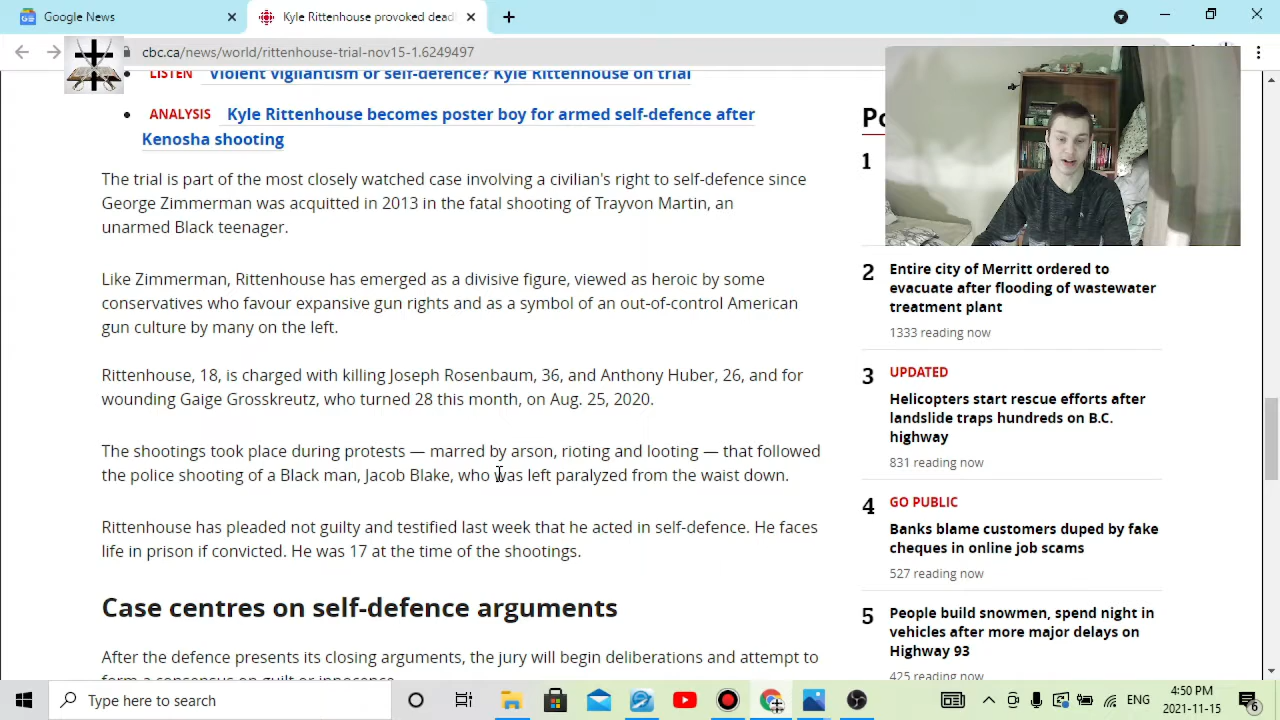 Google News
Kyle Rittenhouse provoked dead
cbc.ca/news/world/rittenhouse-trial-nov15-1.6249497
LISTEN Violent vigilantism or self-defence? Kyle Rittenhouse on trial
ANALYSIS Kyle Rittenhouse becomes poster boy for armed self-defence after
Kenosha shooting
The trial is part of the most closely watched case involving a civilian's right to self-defence since
George Zimmerman was acquitted in 2013 in the fatal shooting of Trayvon Martin, an
unarmed Black teenager.
Like Zimmerman, Rittenhouse has emerged as a divisive figure, viewed as heroic by some
conservatives who favour expansive gun rights and as a symbol of an out-of-control American
gun culture by many on the left.
Rittenhouse, 18, is charged with killing Joseph Rosenbaum, 36, and Anthony Huber, 26, and for
wounding Gaige Grosskreutz, who turned 28 this month, on Aug. 25, 2020.
The shootings took place during protests — marred by arson, rioting and looting — that followed
the police shooting of a Black man, Jacob Blake, who was left paralyzed from the waist down.
Rittenhouse has pleaded not guilty and testified last week that he acted in self-defence. He faces
life in prison if convicted. He was 17 at the time of the shootings.
Case centres on self-defence arguments
After the defence presents its closing arguments, the jury will begin deliberations and attempt to
form a consensus on guilt or innocence.
1
2
Entire city of Merritt ordered to
evacuate after flooding of wastewater
treatment plant
1333 reading now
3
UPDATED
Helicopters start rescue efforts after
landslide traps hundreds on B.C.
highway
831 reading now
4
GO PUBLIC
Banks blame customers duped by fake
cheques in online job scams
527 reading now
5
People build snowmen, spend night in
vehicles after more major delays on
Highway 93
425 reading now
Type here to search
ENG
4:50 PM
2021-11-15
6